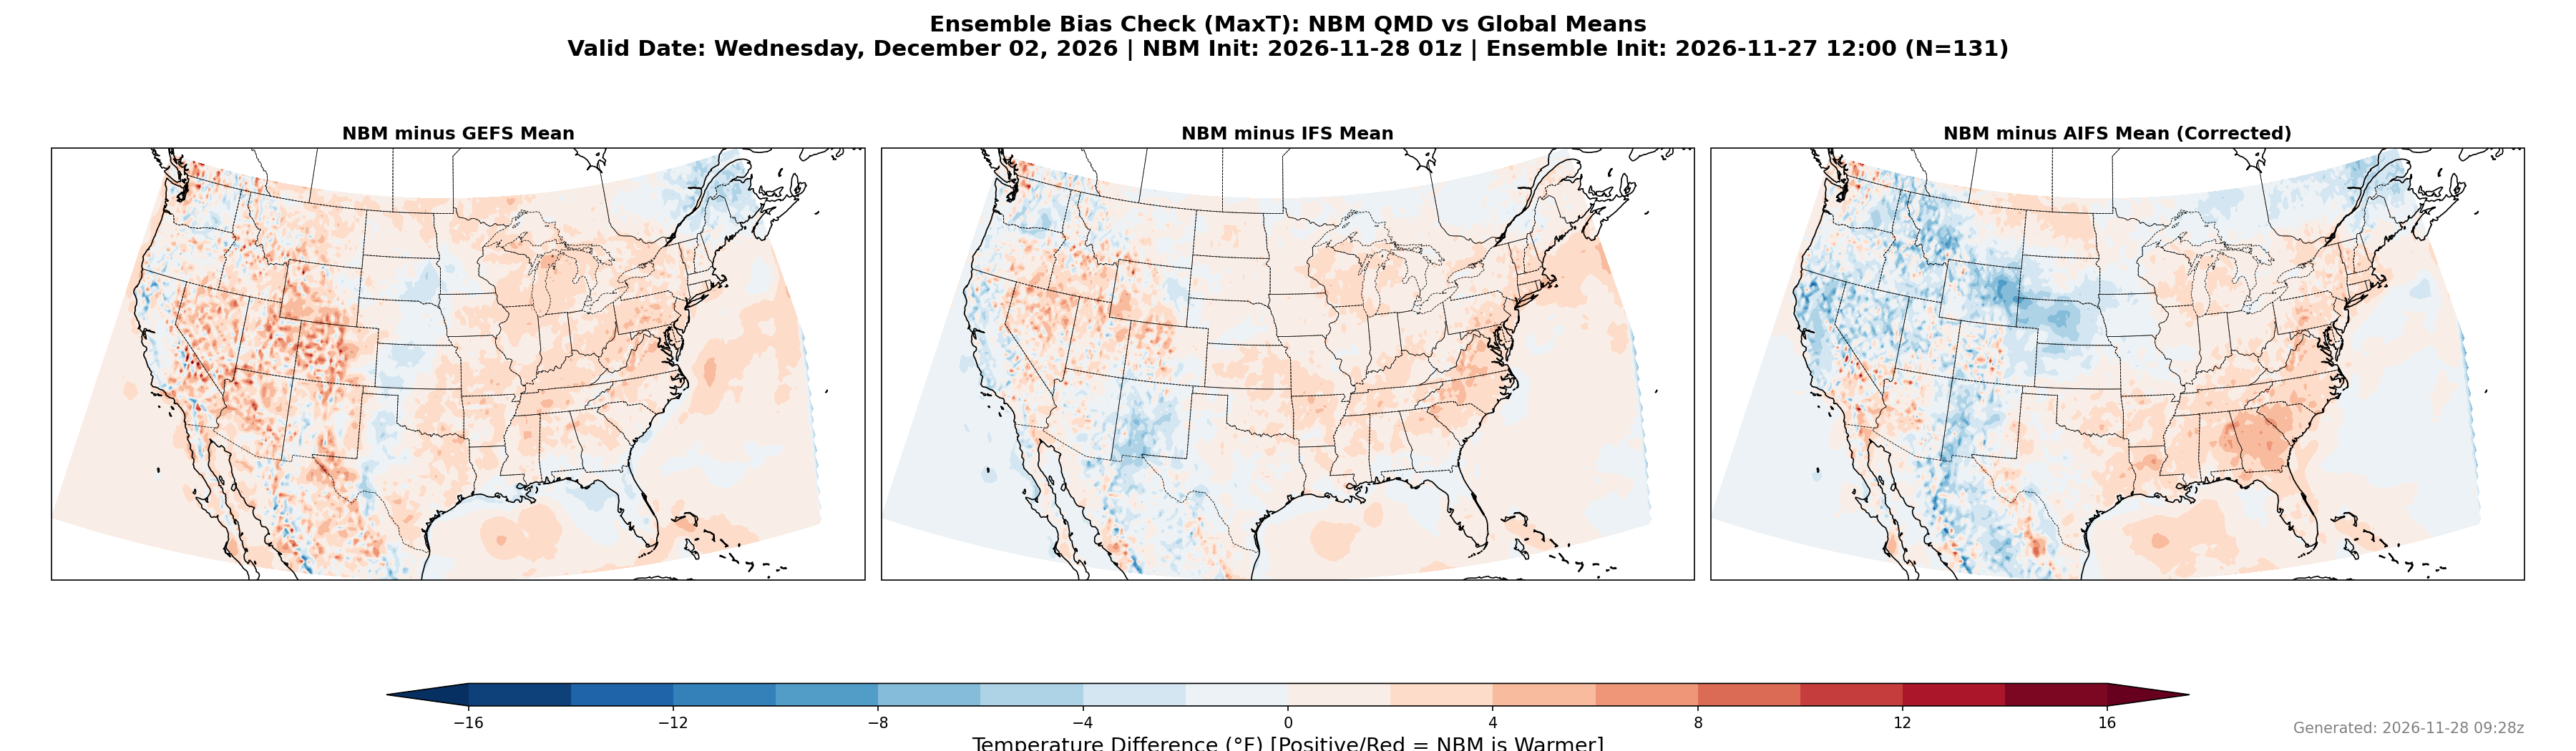 Ensemble Bias Check (MaxT): NBM QMD vs Global Means
Valid Date: Wednesday, December 02, 2026 | NBM Init: 2026-11-28 01z | Ensemble Init: 2026-11-27 12:00 (N=131)
NBM minus GEFS Mean
NBM minus IFS Mean
NBM minus AIFS Mean (Corrected)
−16 −12 −8 −4 0 4 8 12 16
Temperature Difference (°F) [Positive/Red = NBM is Warmer]
Generated: 2026-11-28 09:28z